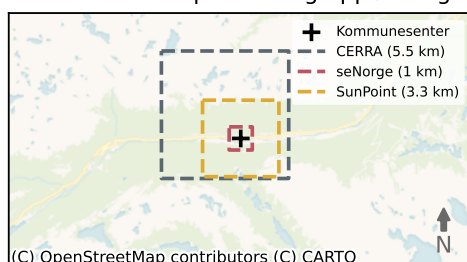 Kommunesenter
CERRA (5.5 km)
seNorge (1 km)
SunPoint (3.3 km)
N
(C) OpenStreetMap contributors (C) CARTO